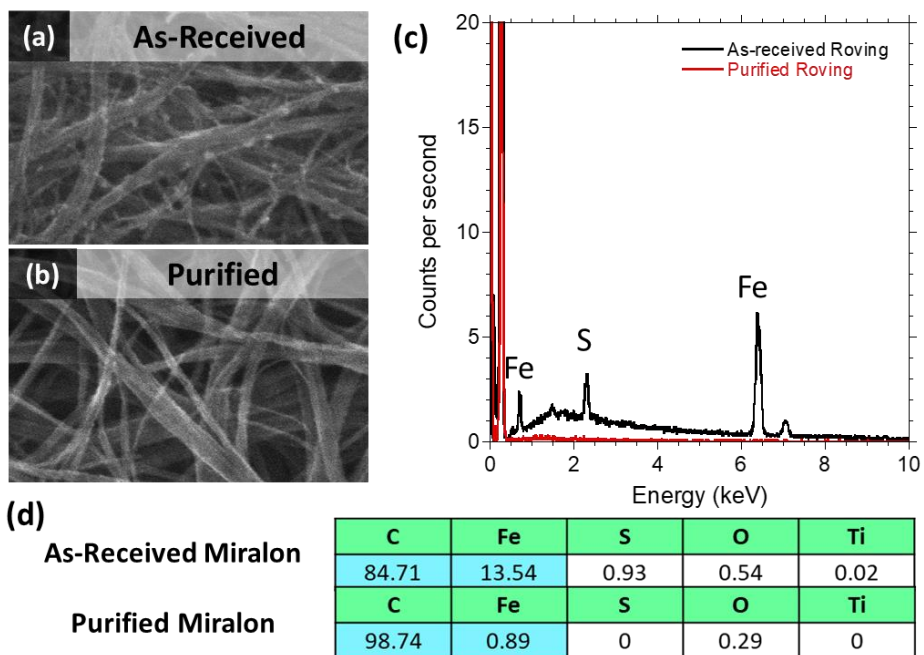 (a) As-Received
(b) Purified
(c)
As-received Roving
Purified Roving
20
15
10
5
0
Counts per second
Fe
S
Fe
0 2 4 6 8 10
Energy (keV)
(d)
As-Received Miralon
C Fe S O Ti
84.71 13.54 0.93 0.54 0.02
Purified Miralon
C Fe S O Ti
98.74 0.89 0 0.29 0